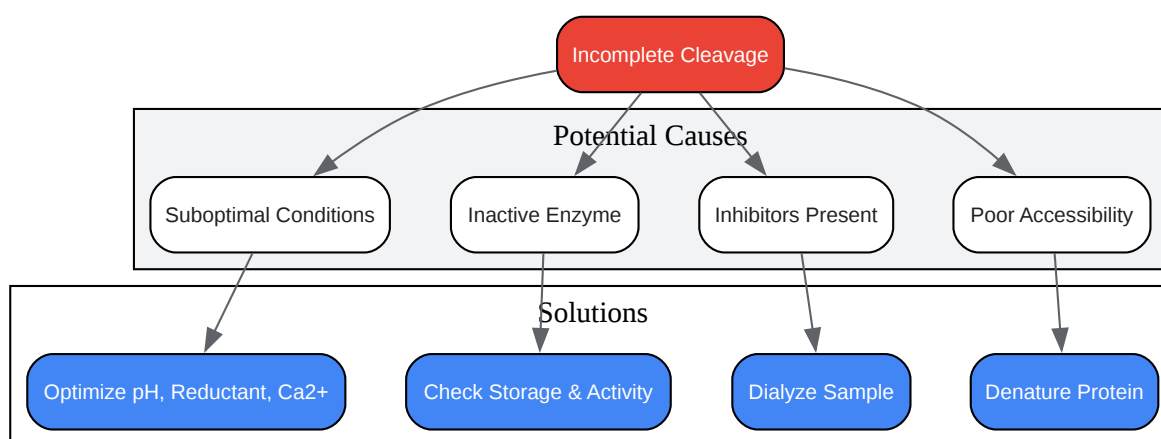 Incomplete Cleavage
Potential Causes
Suboptimal Conditions
Inactive Enzyme
Inhibitors Present
Poor Accessibility
Solutions
Optimize pH, Reductant, Ca2+
Check Storage & Activity
Dialyze Sample
Denature Protein